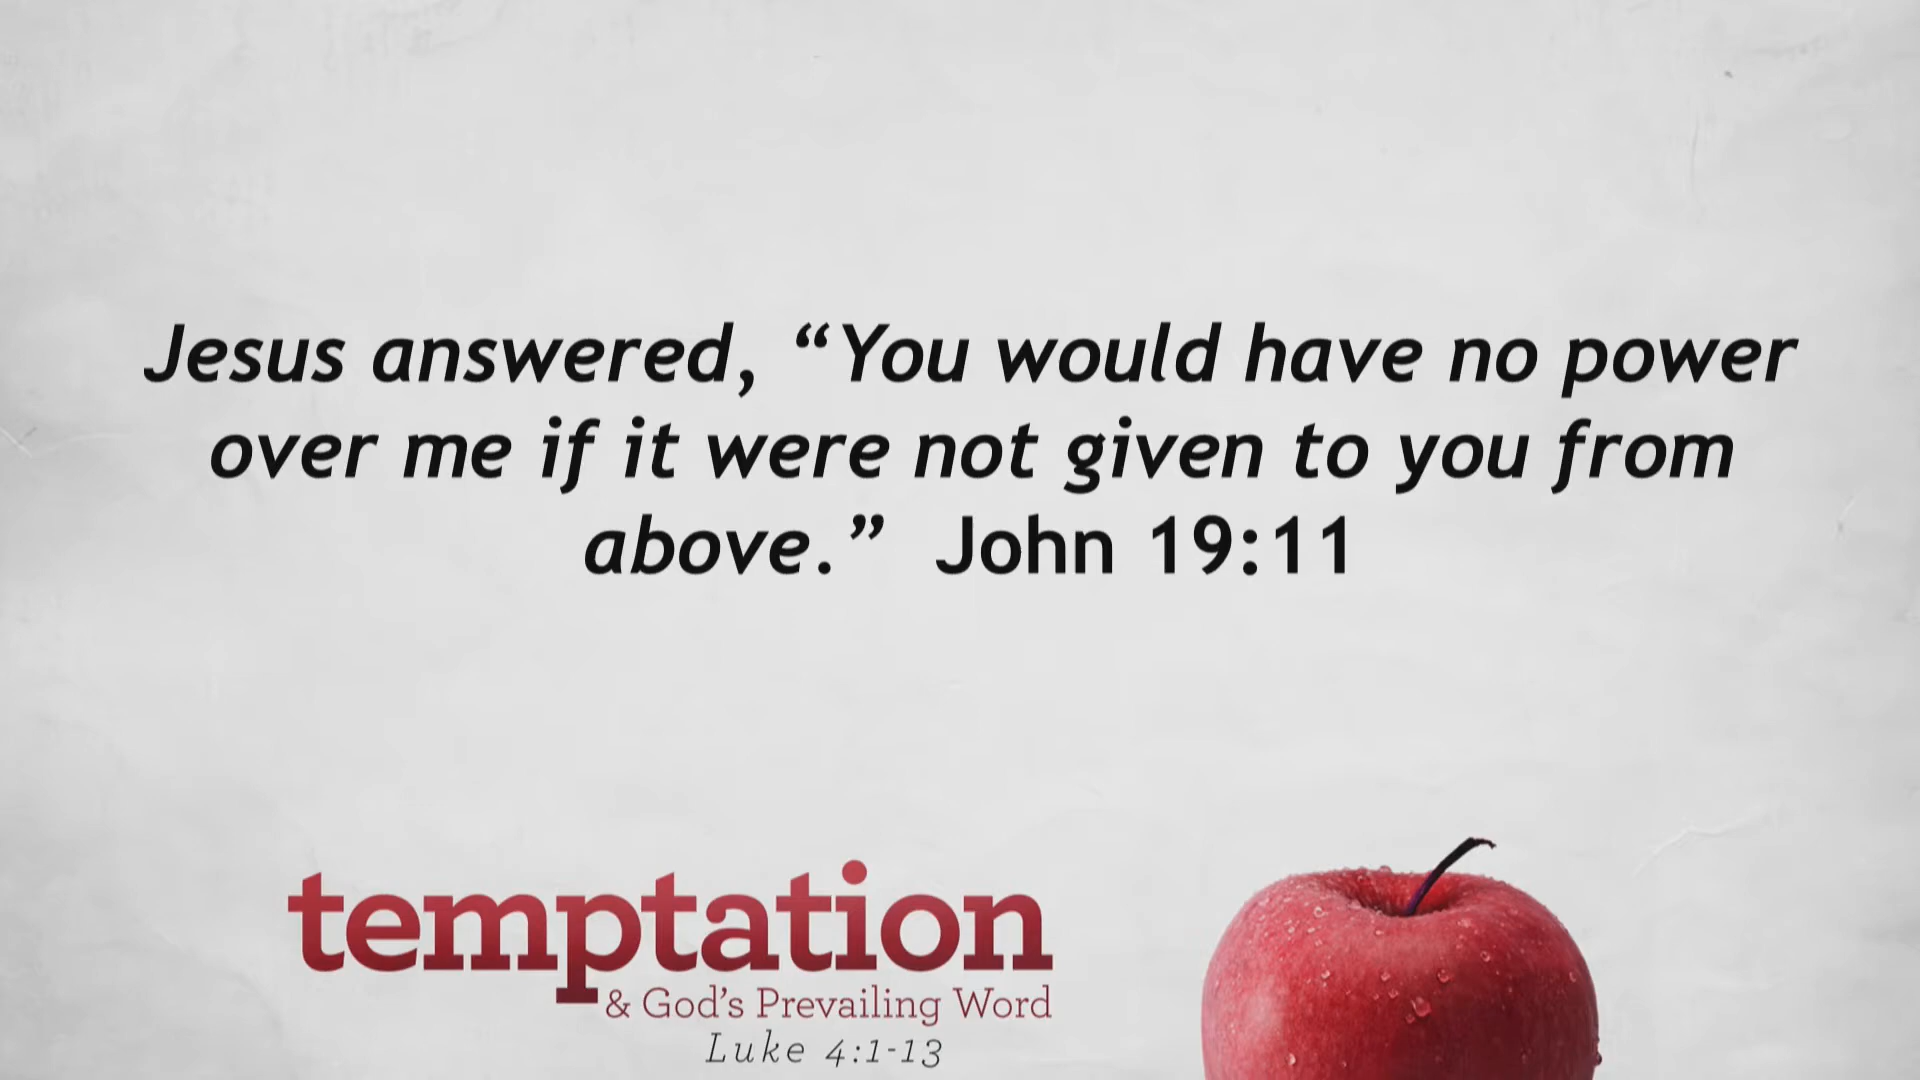 Jesus answered, “You would have no power
over me if it were not given to you from
above.” John 19:11
temptation
& God’s Prevailing Word
Luke 4:1-13